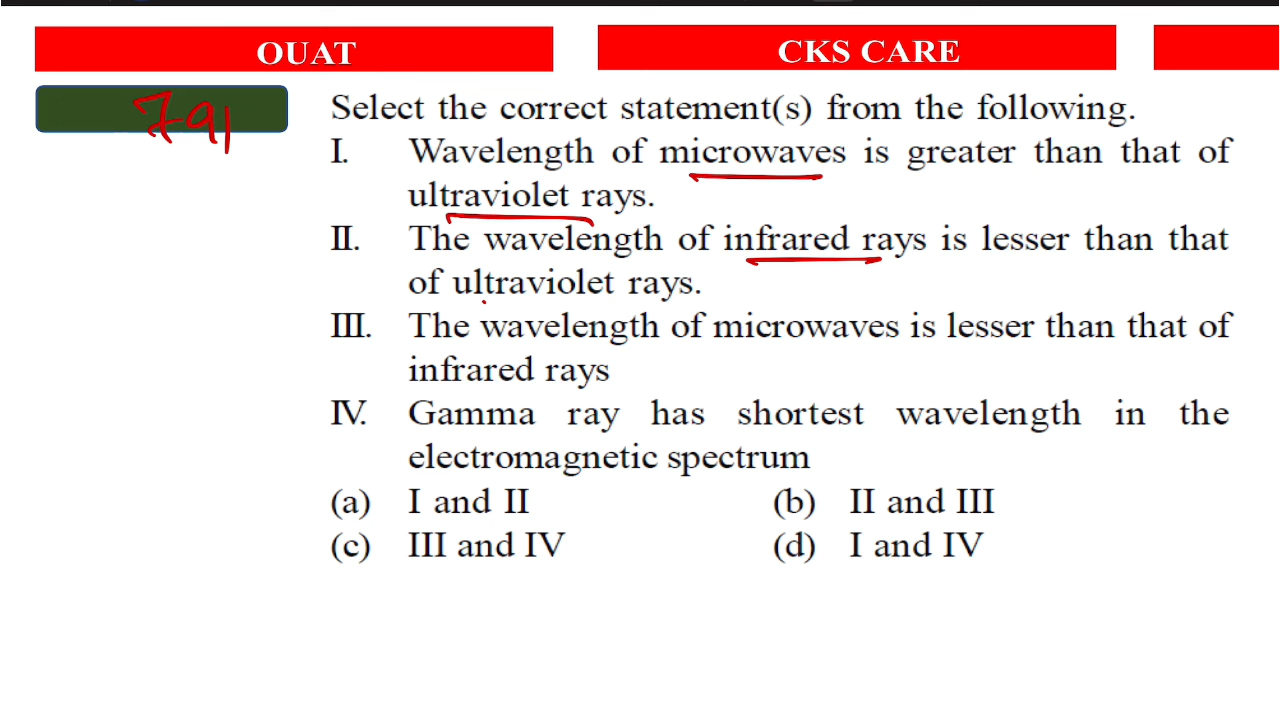 OUAT
CKS CARE
791
Select the correct statement(s) from the following.
I. Wavelength of microwaves is greater than that of
ultraviolet rays.
II. The wavelength of infrared rays is lesser than that
of ultraviolet rays.
III. The wavelength of microwaves is lesser than that of
infrared rays
IV. Gamma ray has shortest wavelength in the
electromagnetic spectrum
(a) I and II (b) II and III
(c) III and IV (d) I and IV